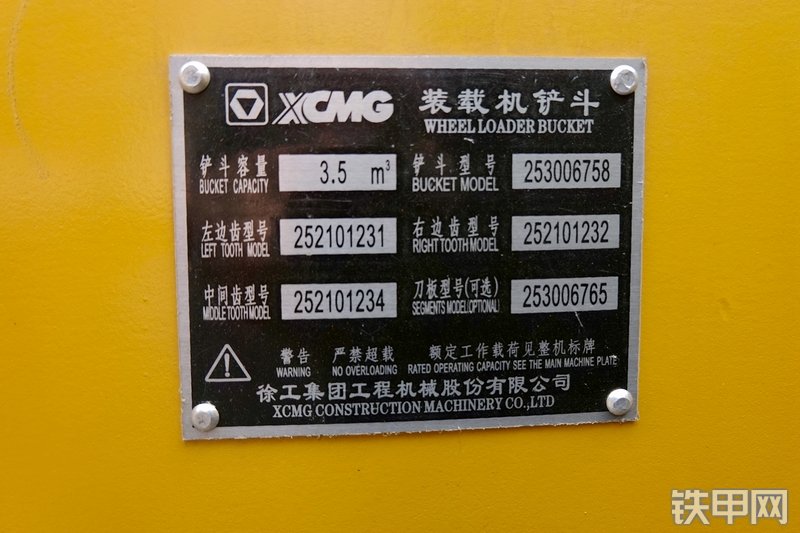 XCMG 装载机铲斗
WHEEL LOADER BUCKET
铲斗容量 3.5 m³ 铲斗型号 253006758
BUCKET CAPACITY BUCKET MODEL
左边齿型号 252101231 右边齿型号 252101232
LEFT TOOTH MODEL RIGHT TOOTH MODEL
中间齿型号 252101234 刀板型号(可选) 253006765
MIDDLE TOOTH MODEL SEGMENTS MODEL(OPTIONAL)
警告 严禁超载 额定工作载荷见整机标牌
WARNING NO OVERLOADING RATED OPERATING CAPACITY SEE THE MAIN MACHINE PLATE
徐工集团工程机械股份有限公司
XCMG CONSTRUCTION MACHINERY CO.,LTD
铁甲网